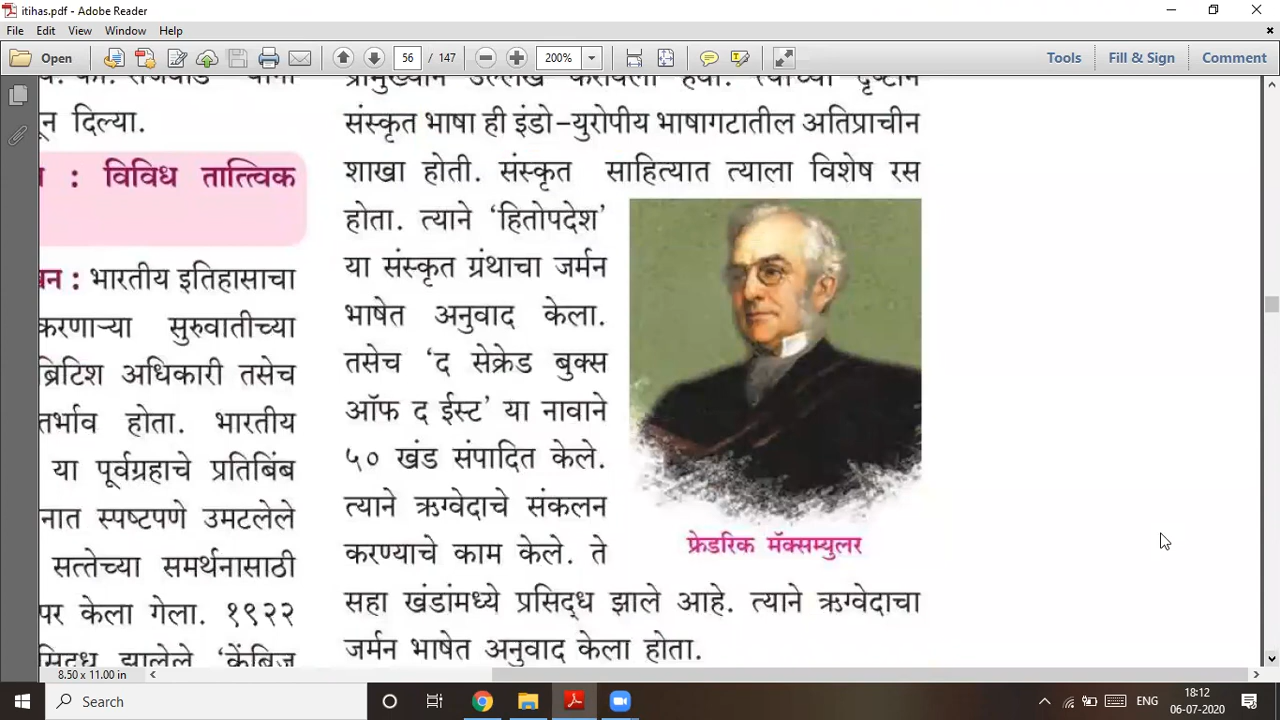 itihas.pdf - Adobe Reader
File Edit View Window Help
Open 56 / 147 200% Tools Fill & Sign Comment
ून दिल्या.
: विविध तात्त्विक
भारतीय इतिहासाचा
करणाऱ्या सुरुवातीच्या
ब्रिटिश अधिकारी तसेच
तर्भाव होता. भारतीय
या पूर्वग्रहाचे प्रतिबिंब
नात स्पष्टपणे उमटलेले
सत्तेच्या समर्थनासाठी
पर केला गेला. १९२२
झालेले 'केंब्रिज
संस्कृत भाषा ही इंडो-युरोपीय भाषागटातील अतिप्राचीन
शाखा होती. संस्कृत साहित्यात त्याला विशेष रस
होता. त्याने 'हितोपदेश'
या संस्कृत ग्रंथाचा जर्मन
भाषेत अनुवाद केला.
तसेच 'द सेक्रेड बुक्स
ऑफ द ईस्ट' या नावाने
५० खंड संपादित केले.
त्याने ऋग्वेदाचे संकलन
करण्याचे काम केले. ते
सहा खंडांमध्ये प्रसिद्ध झाले आहे. त्याने ऋग्वेदाचा
जर्मन भाषेत अनुवाद केला होता.
फ्रेडरिक मॅक्सम्युलर
8.50 x 11.00 in
Search
ENG
18:12
06-07-2020